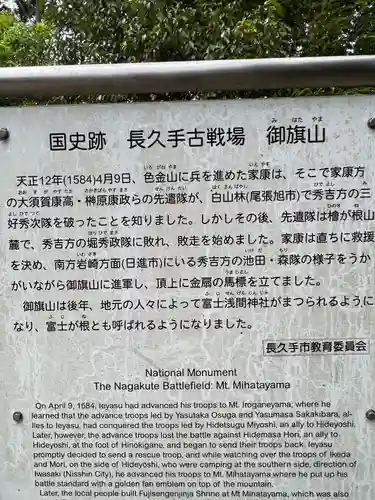 国史跡 長久手古戦場 御旗山
天正12年(1584)4月9日、色金山に兵を進めた家康は、そこで家康方
の大須賀康高・榊原康政らの先遣隊が、白山林(尾張旭市)で秀吉方の三
好秀次隊を破ったことを知りました。しかしその後、先遣隊は檜が根山
麓で、秀吉方の堀秀政隊に敗れ、敗走を始めました。家康は直ちに救援
を決め、南方岩崎方面(日進市)にいる秀吉方の池田・森隊の様子をうか
がいながら御旗山に進軍し、頂上に金扇の馬標を立てました。
御旗山は後年、地元の人々によって富士浅間神社がまつられるように
なり、富士が根とも呼ばれるようになりました。
長久手市教育委員会
National Monument
The Nagakute Battlefield: Mt. Mihatayama
On April 9, 1584, Ieyasu had advanced his troops to Mt. Iroganeyama, where he
learned that the advance troops led by Yasutaka Osuga and Yasumasa Sakakibara, al-
lies to Ieyasu, had conquered the troops led by Hidetsugu Miyoshi, an ally to Hideyoshi.
Later, however, the advance troops lost the battle against Hidemasa Hori, an ally to
Hideyoshi, at the foot of Hinokigane, and began to send their troops back. Ieyasu
promptly decided to send a rescue troop, and while watching over the troops of Ikeda
and Mori, on the side of Hideyoshi, who were camping at the southern side, direction of
Iwasaki (Nisshin City), he advanced his troops to Mt. Mihatayama where he put up his
battle standard with a golden fan emblem on top of the mountain.
Later, the local people built Fujisengenjinja Shrine at Mt Mihatayama, which was also